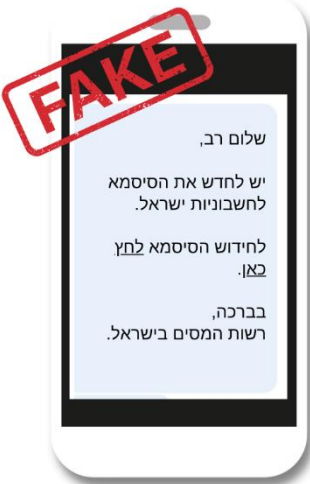 FAKE
שלום רב,
יש לחדש את הסיסמא
לחשבוניות ישראל.
לחידוש הסיסמא לחץ
כאן.
בברכה,
רשות המסים בישראל.